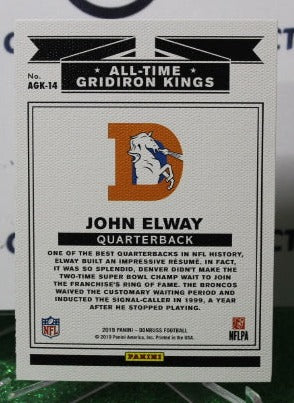 No.
AGK-14
ALL-TIME
GRIDIRON KINGS
JOHN ELWAY
QUARTERBACK
ONE OF THE BEST QUARTERBACKS IN NFL HISTORY,
ELWAY BUILT AN IMPRESSIVE RÉSUMÉ. IN FACT,
IT WAS SO SPLENDID, DENVER DIDN'T MAKE THE
TWO-TIME SUPER BOWL CHAMP WAIT TO JOIN
THE FRANCHISE'S RING OF FAME. THE BRONCOS
WAIVED THE CUSTOMARY WAITING PERIOD AND
INDUCTED THE SIGNAL-CALLER IN 1999, A YEAR
AFTER HE STOPPED PLAYING.
NFL
2019 PANINI - DONRUSS FOOTBALL
© 2019 Panini America, Inc. Printed in the USA.
PANINI
NFLPA